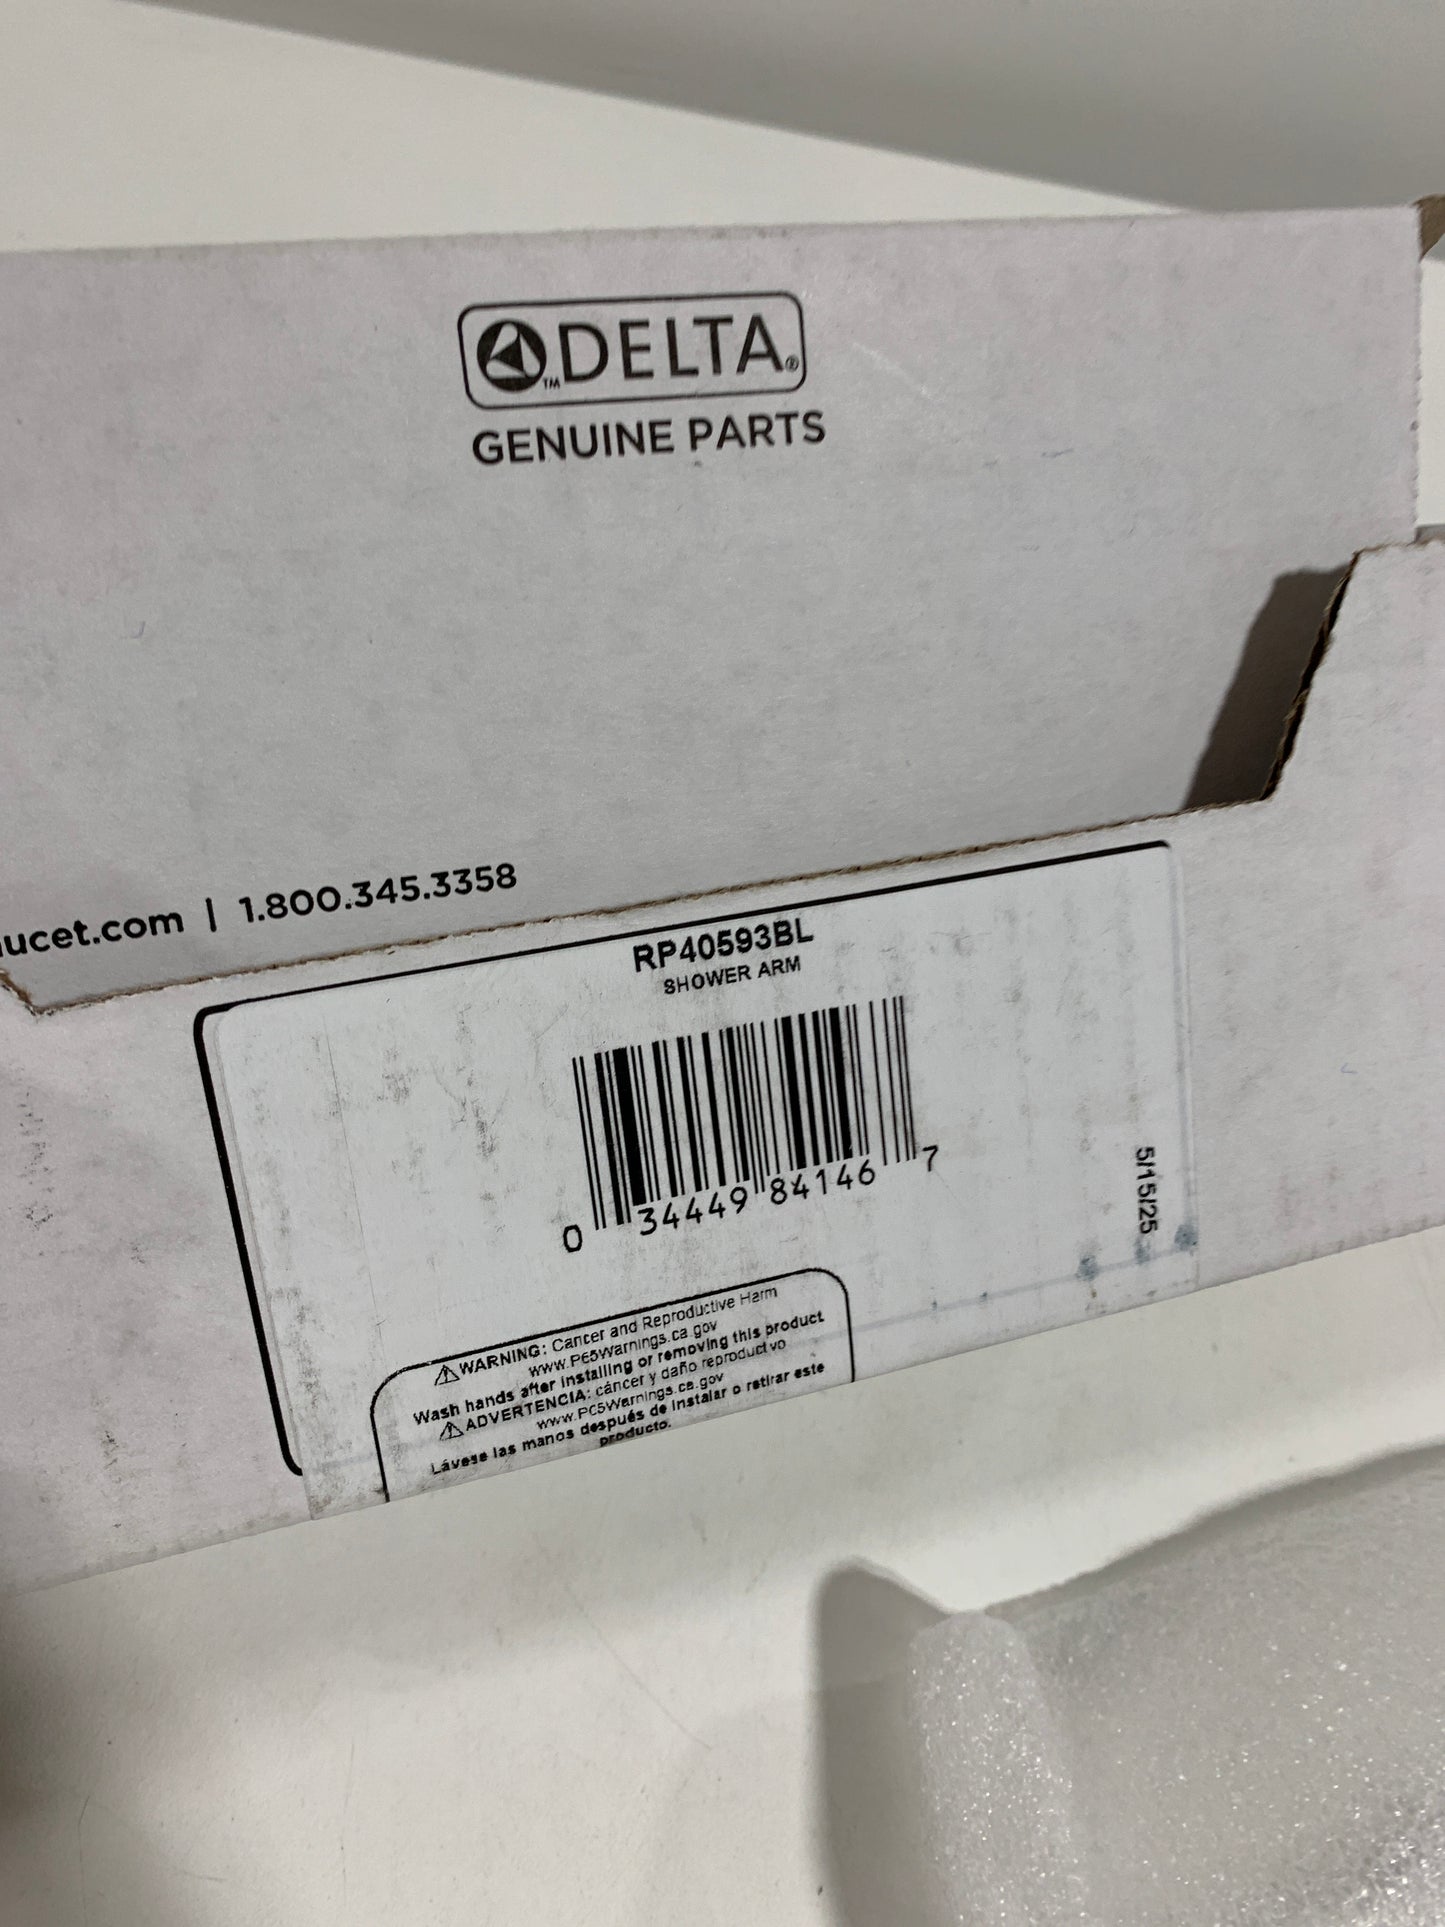 ™ DELTA®
GENUINE PARTS
aucet.com | 1.800.345.3358
RP40593BL
SHOWER ARM
0 34449 84146 7
5/15/25
⚠WARNING: Cancer and Reproductive Harm
www.P65Warnings.ca.gov
Wash hands after installing or removing this product
⚠ADVERTENCIA: cáncer y daño reproductivo
www.P65Warnings.ca.gov
Lávese las manos después de instalar o retirar este
producto.